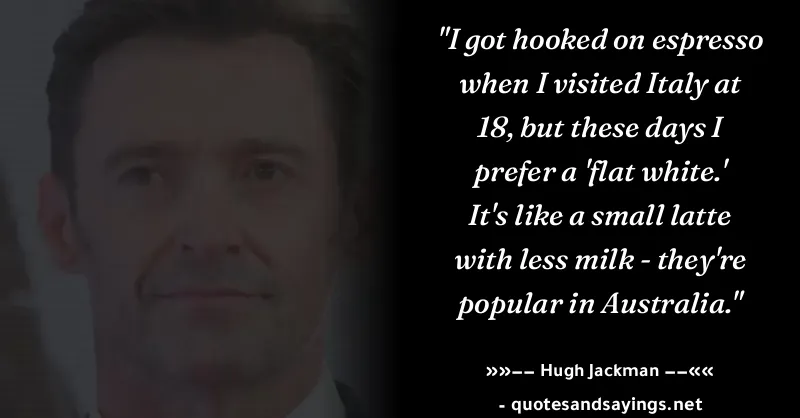 "I got hooked on espresso
when I visited Italy at
18, but these days I
prefer a 'flat white.'
It's like a small latte
with less milk - they're
popular in Australia."
»»−− Hugh Jackman −−««
- quotesandsayings.net